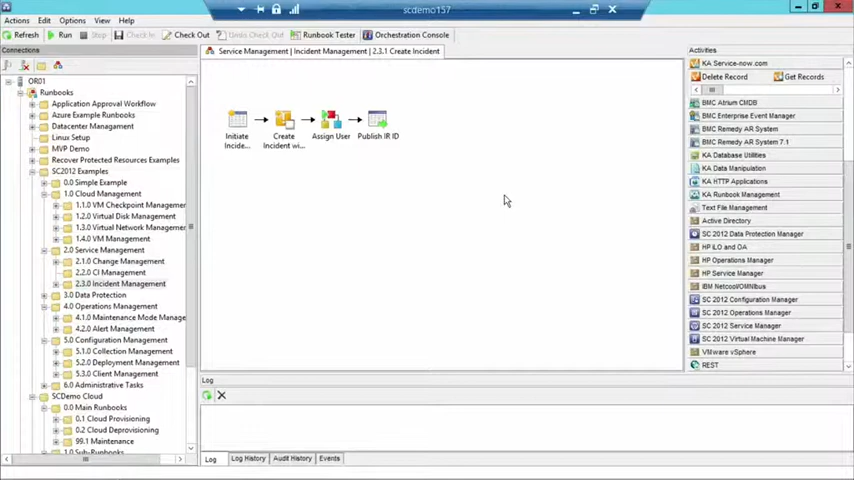 scdemo157
Actions Edit Options View Help
Refresh Run Stop Check In Check Out Undo Check Out Runbook Tester Orchestration Console
Connections
OR01
Runbooks
Application Approval Workflow
Azure Example Runbooks
Datacenter Management
Linux Setup
MVP Demo
Recover Protected Resources Examples
SC2012 Examples
0.0 Simple Example
1.0 Cloud Management
1.1.0 VM Checkpoint Managemer
1.2.0 Virtual Disk Management
1.3.0 Virtual Network Managemer
1.4.0 VM Management
2.0 Service Management
2.1.0 Change Management
2.2.0 CI Management
2.3.0 Incident Management
3.0 Data Protection
4.0 Operations Management
4.1.0 Maintenance Mode Manage
4.2.0 Alert Management
5.0 Configuration Management
5.1.0 Collection Management
5.2.0 Deployment Management
5.3.0 Client Management
6.0 Administrative Tasks
SCDemo Cloud
0.0 Main Runbooks
0.1 Cloud Provisioning
0.2 Cloud Deprovisioning
99.1 Maintenance
1.0 Sub-Runbooks
Service Management | Incident Management | 2.3.1 Create Incident
Initiate
Incide...
Create
Incident wi...
Assign User
Publish IR ID
Log
Log Log History Audit History Events
Activities
KA Service-now.com
Delete Record Get Records
BMC Atrium CMDB
BMC Enterprise Event Manager
BMC Remedy AR System
BMC Remedy AR System 7.1
KA Database Utilities
KA Data Manipulation
KA HTTP Applications
KA Runbook Management
Text File Management
Active Directory
SC 2012 Data Protection Manager
HP iLO and OA
HP Operations Manager
HP Service Manager
IBM Netcool/OMNIbus
SC 2012 Configuration Manager
SC 2012 Operations Manager
SC 2012 Service Manager
SC 2012 Virtual Machine Manager
VMware vSphere
REST